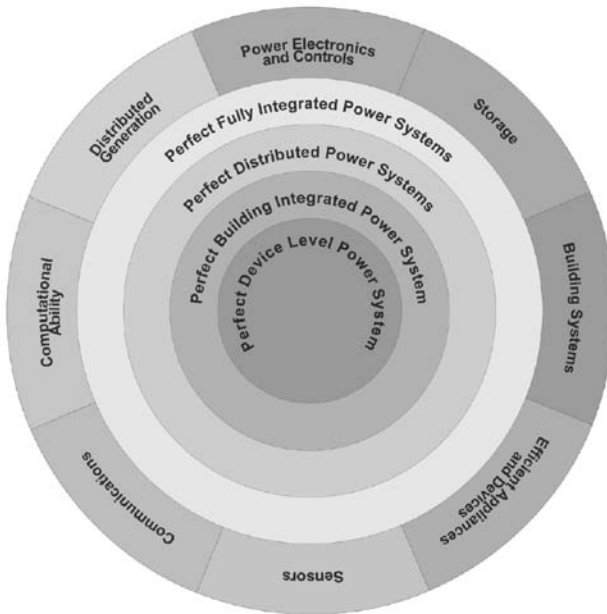 Power Electronics
and Controls
Storage
Building Systems
Efficient Appliances
and Devices
Sensors
Communications
Computational
Ability
Distributed
Generation
Perfect Fully Integrated Power Systems
Perfect Distributed Power Systems
Perfect Building Integrated Power System
Perfect Device Level Power System